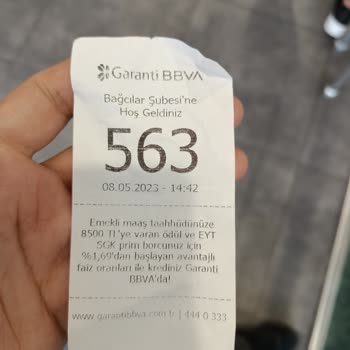 Garanti BBVA
Bağcılar Şubesi'ne
Hoş Geldiniz
563
08.05.2023 - 14:42
Emekli maaş taahhüdünüze
8500 TL'ye varan ödül ve EYT
SGK prim borcunuz için
%1,69'dan başlayan avantajlı
faiz oranları ile krediniz Garanti
BBVA'da!
www.garantibbva.com.tr | 444 0 333